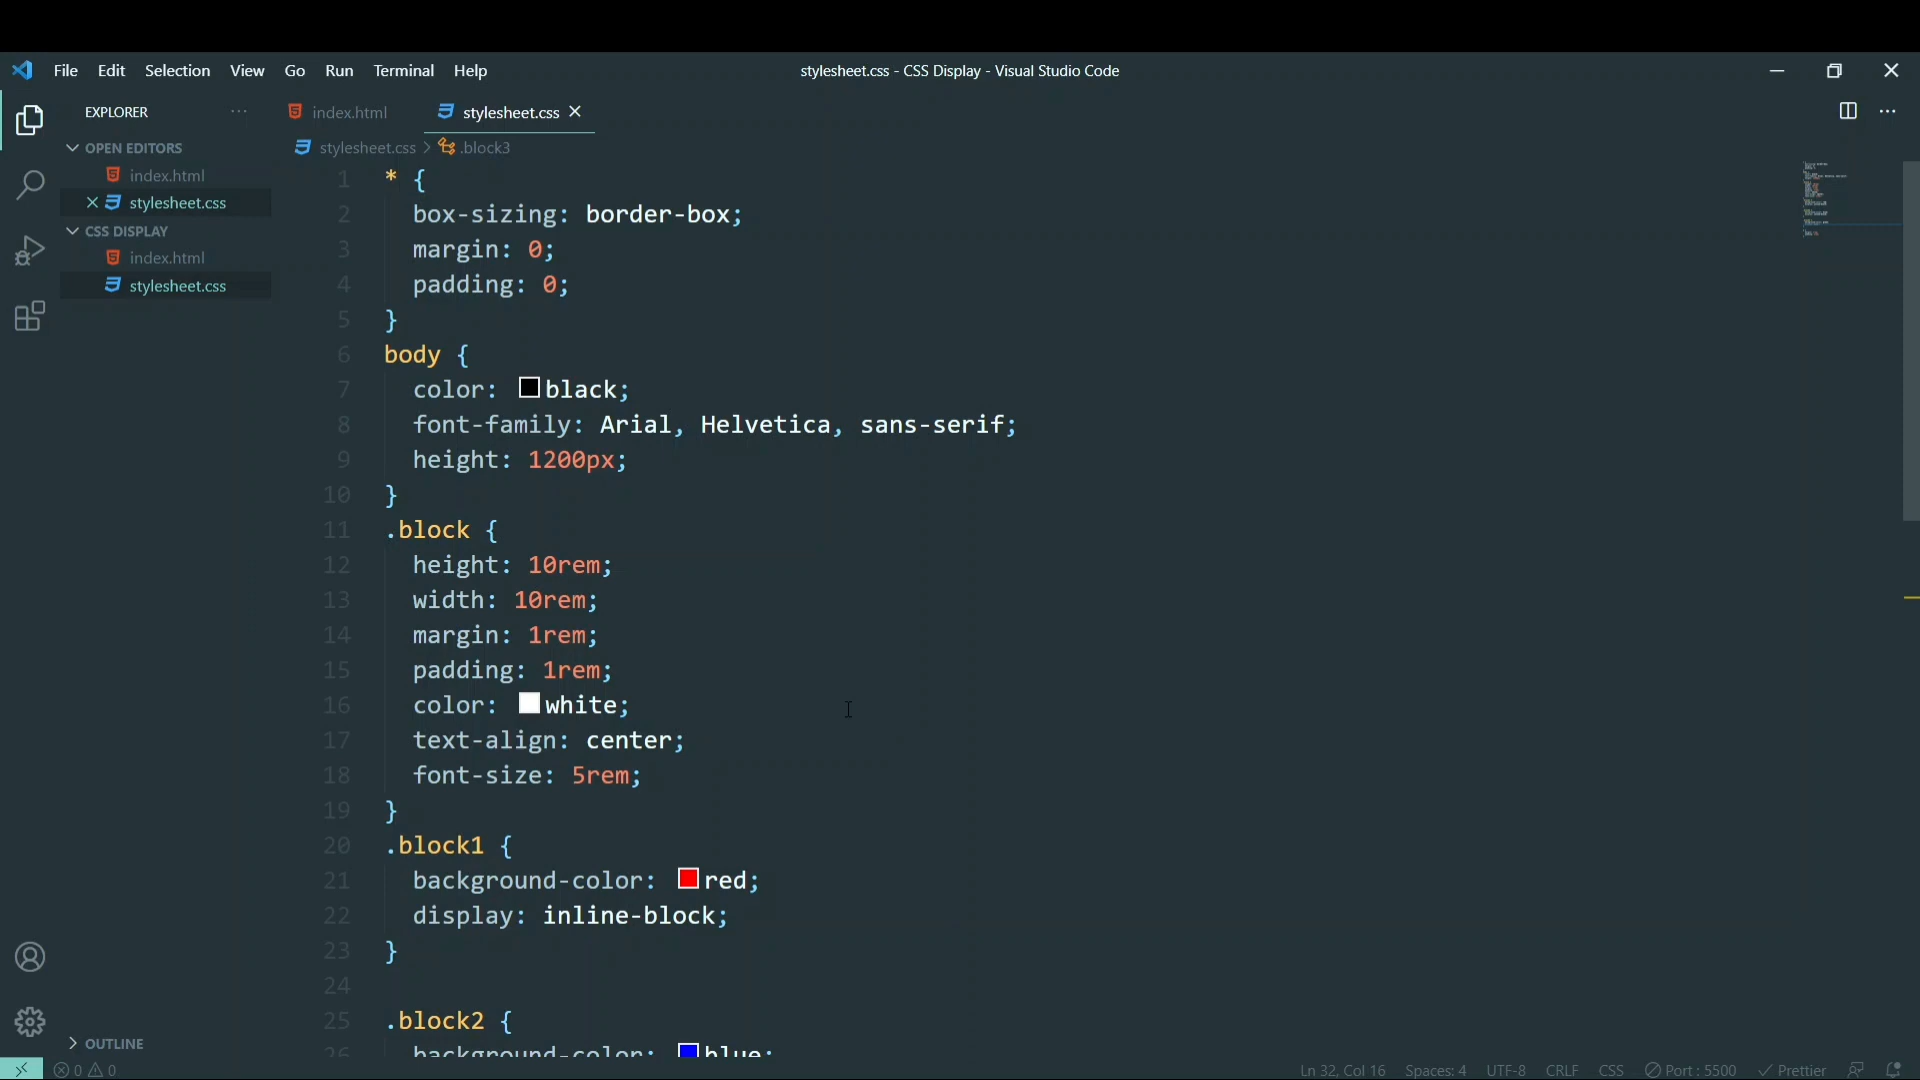 File Edit Selection View Go Run Terminal Help
stylesheet.css - CSS Display - Visual Studio Code
EXPLORER
OPEN EDITORS
index.html
stylesheet.css
CSS DISPLAY
index.html
stylesheet.css
OUTLINE
index.html stylesheet.css
stylesheet.css > .block3
1 * {
2 box-sizing: border-box;
3 margin: 0;
4 padding: 0;
5 }
6 body {
7 color: black;
8 font-family: Arial, Helvetica, sans-serif;
9 height: 1200px;
10 }
11 .block {
12 height: 10rem;
13 width: 10rem;
14 margin: 1rem;
15 padding: 1rem;
16 color: white;
17 text-align: center;
18 font-size: 5rem;
19 }
20 .block1 {
21 background-color: red;
22 display: inline-block;
23 }
24
25 .block2 {
26 background-color: blue;
0 0
Ln 32, Col 16 Spaces: 4 UTF-8 CRLF CSS Port : 5500 Prettier